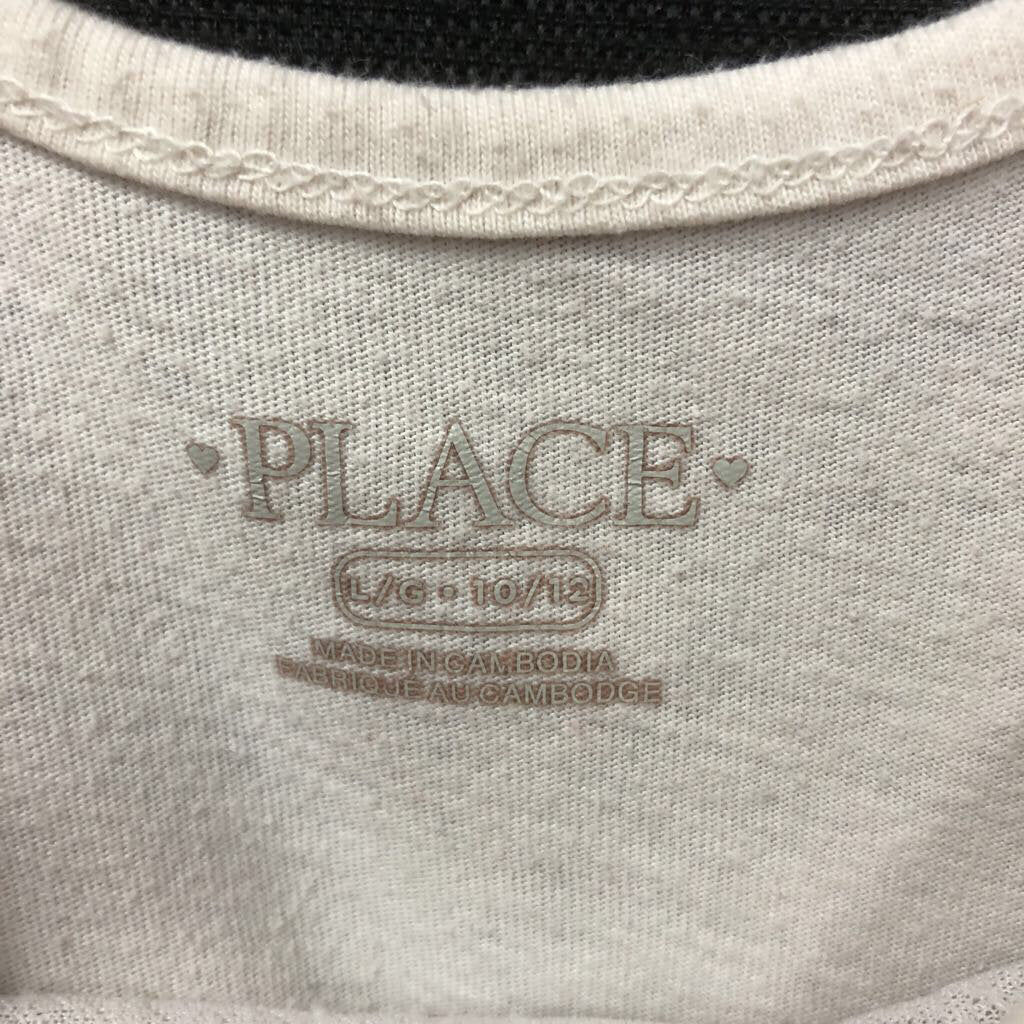 PLACE
L/G • 10/12
MADE IN CAMBODIA
FABRIQUÉ AU CAMBODGE